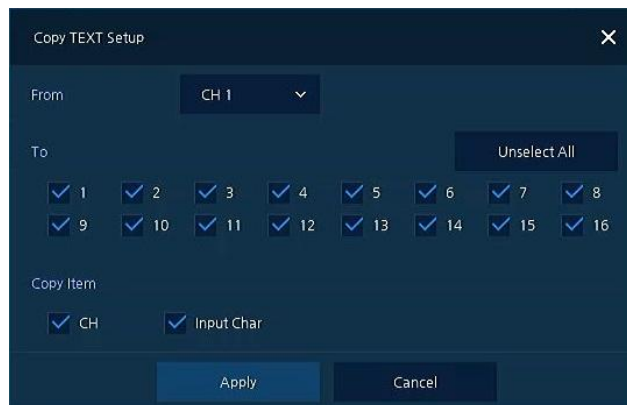 Copy TEXT Setup
From CH 1
To Unselect All
1 2 3 4 5 6 7 8
9 10 11 12 13 14 15 16
Copy Item
CH Input Char
Apply Cancel